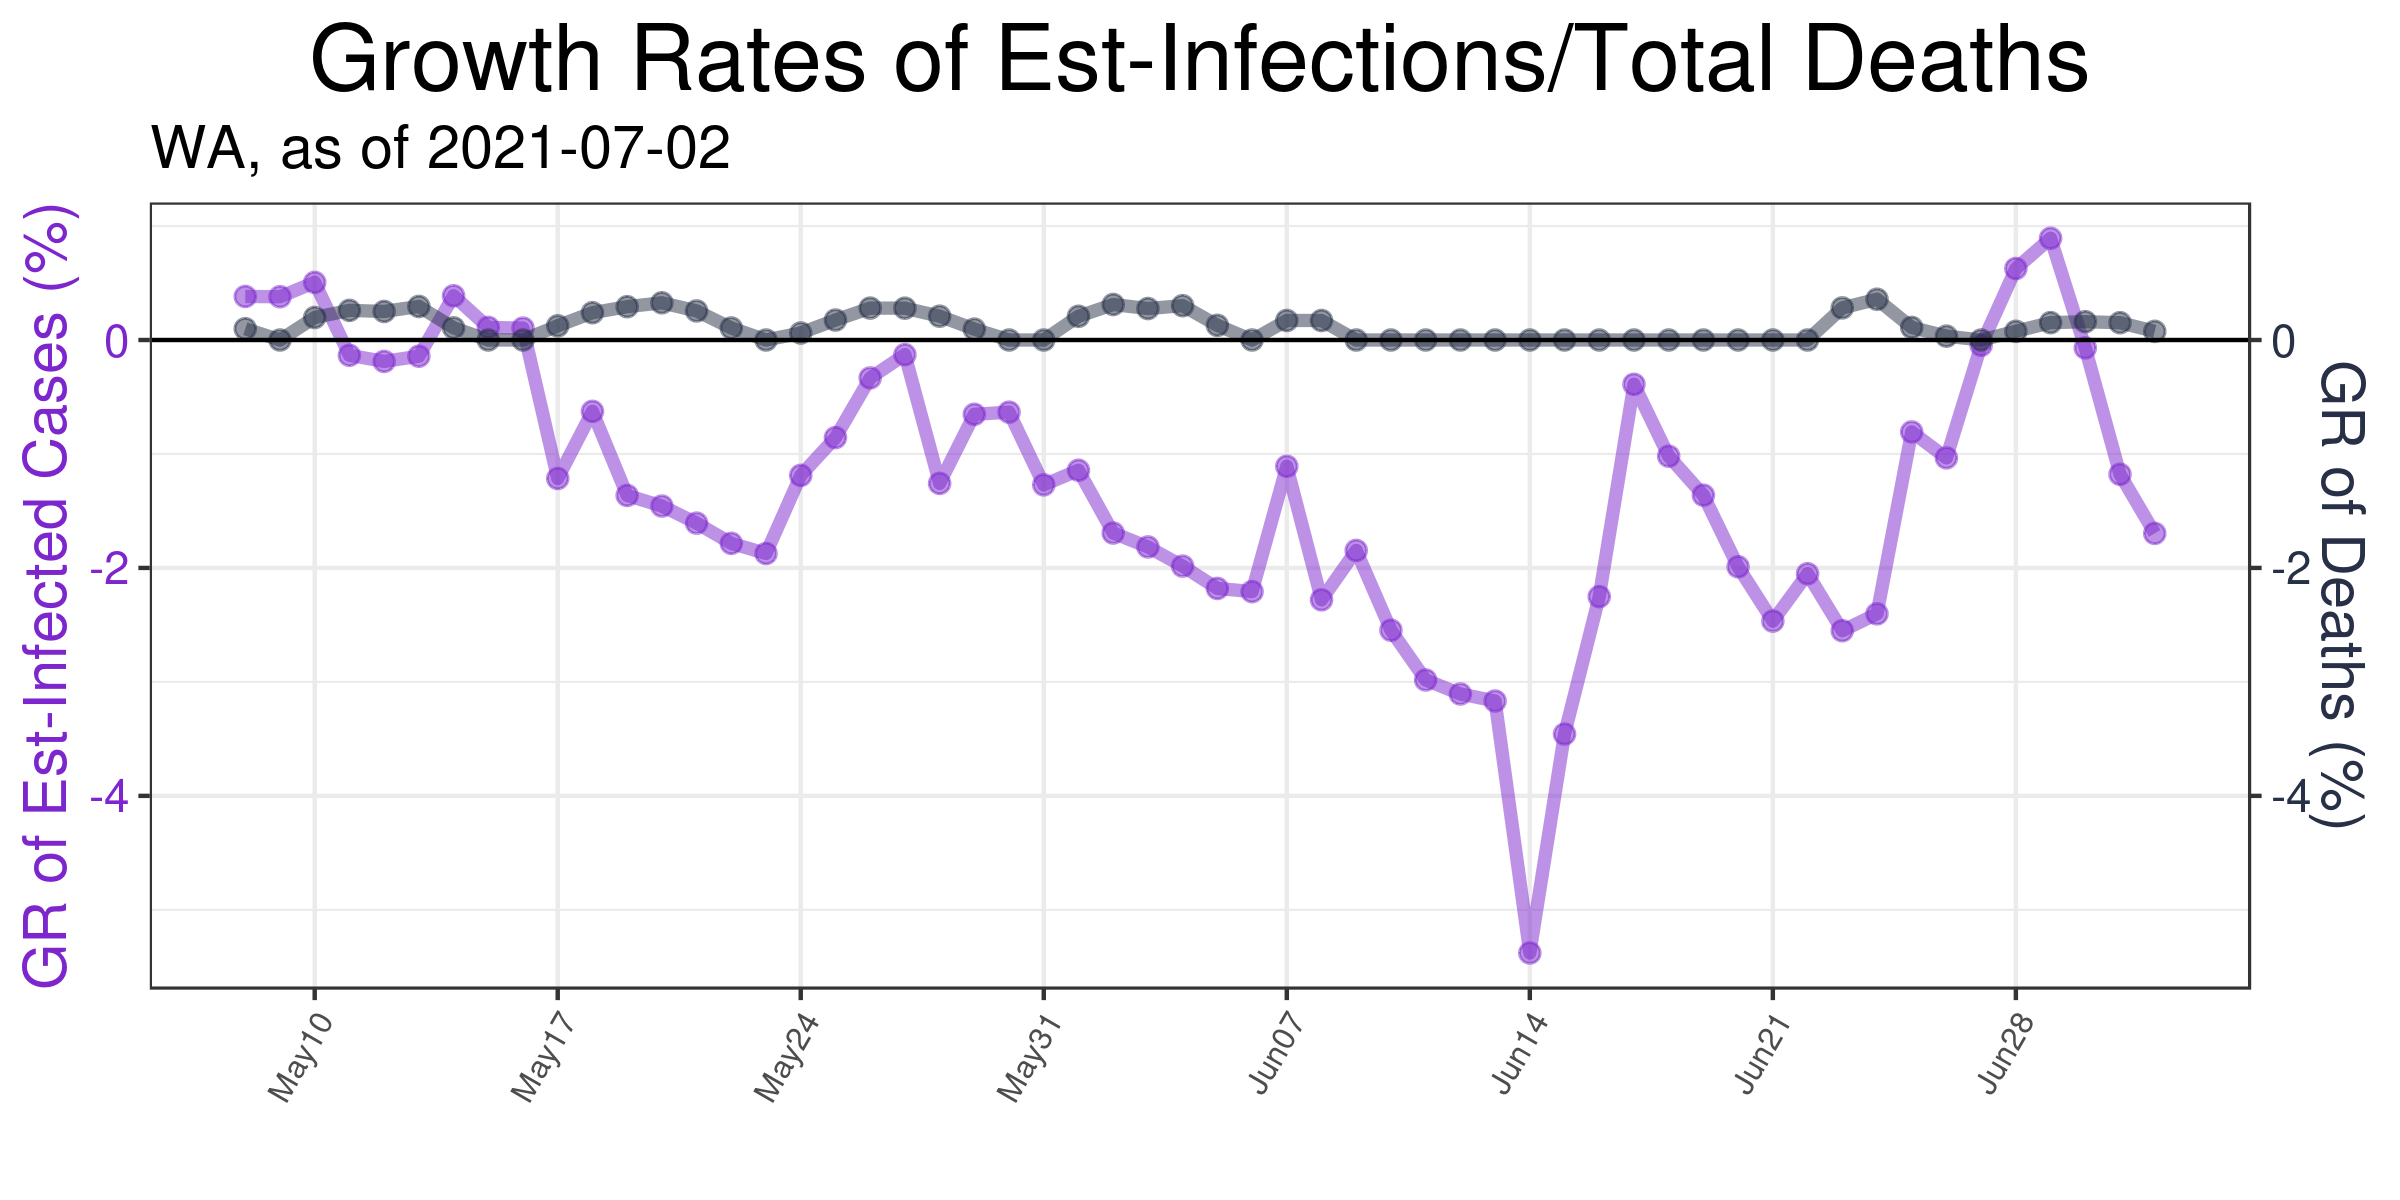 Growth Rates of Est-Infections/Total Deaths
WA, as of 2021-07-02
GR of Est-Infected Cases (%)
0
-2
-4
0
-2
-4
GR of Deaths (%)
May10
May17
May24
May31
Jun07
Jun14
Jun21
Jun28